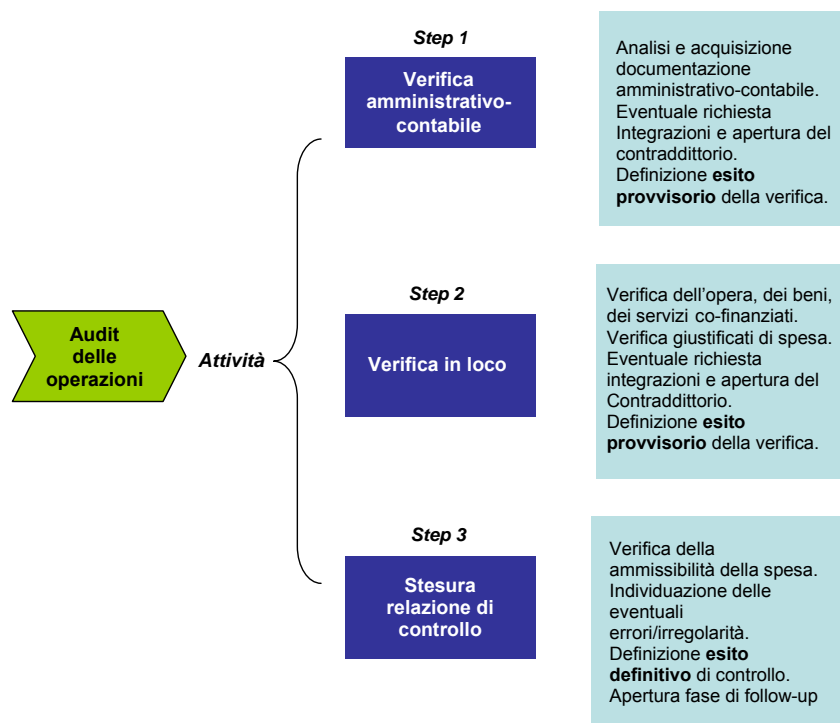 Audit
delle
operazioni
Attività
Step 1
Verifica
amministrativo-
contabile
Analisi e acquisizione
documentazione
amministrativo-contabile.
Eventuale richiesta
Integrazioni e apertura del
contraddittorio.
Definizione esito
provvisorio della verifica.
Step 2
Verifica in loco
Verifica dell'opera, dei beni,
dei servizi co-finanziati.
Verifica giustificati di spesa.
Eventuale richiesta
integrazioni e apertura del
Contraddittorio.
Definizione esito
provvisorio della verifica.
Step 3
Stesura
relazione di
controllo
Verifica della
ammissibilità della spesa.
Individuazione delle
eventuali
errori/irregolarità.
Definizione esito
definitivo di controllo.
Apertura fase di follow-up